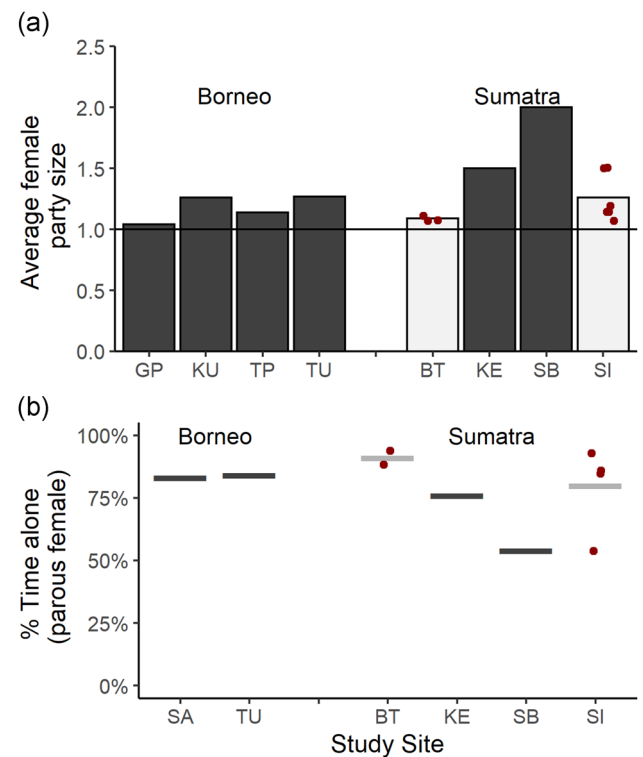 (a)
Average female
party size
2.5
2.0
1.5
1.0
0.5
0.0
Borneo
Sumatra
GP KU TP TU BT KE SB SI
(b)
% Time alone
(parous female)
100%
75%
50%
25%
0%
Borneo
Sumatra
SA TU BT KE SB SI
Study Site